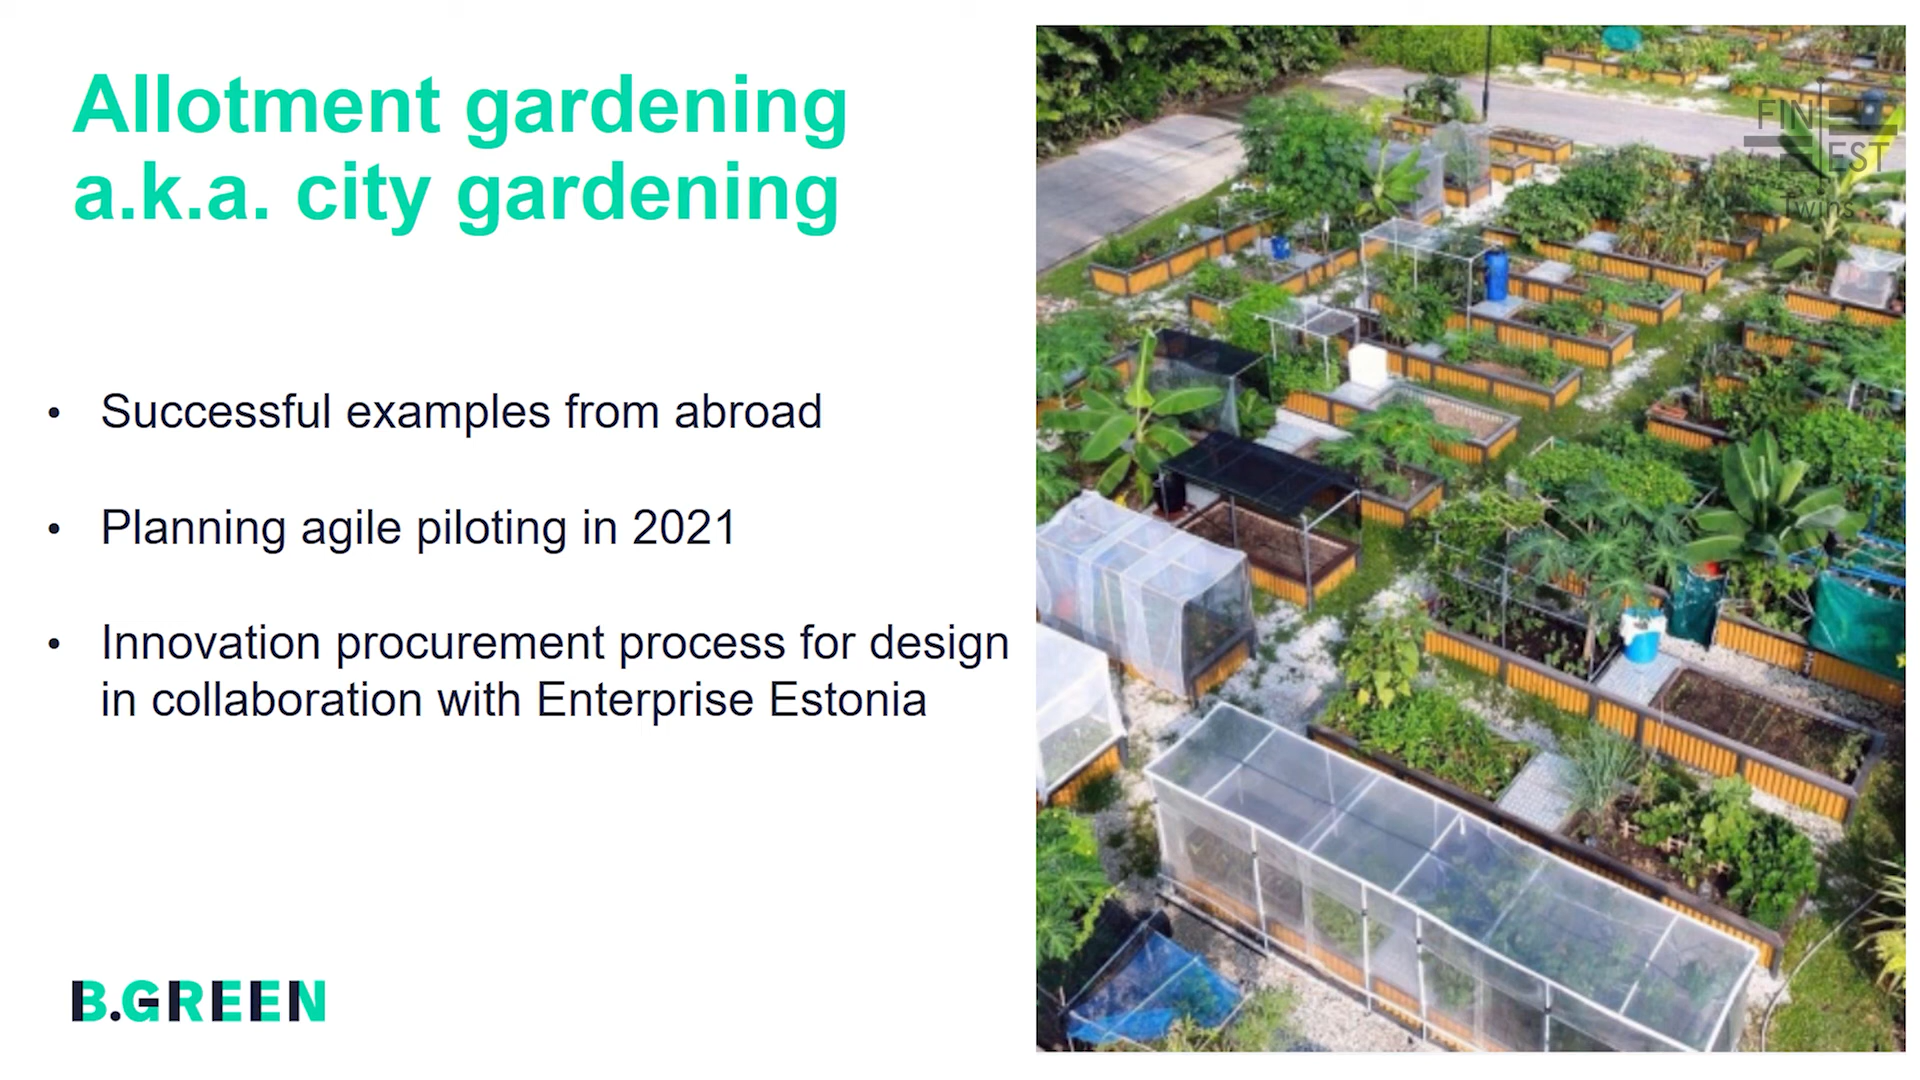 Allotment gardening
a.k.a. city gardening
• Successful examples from abroad
• Planning agile piloting in 2021
• Innovation procurement process for design
in collaboration with Enterprise Estonia
B.GREEN
FIN
EST
Twins